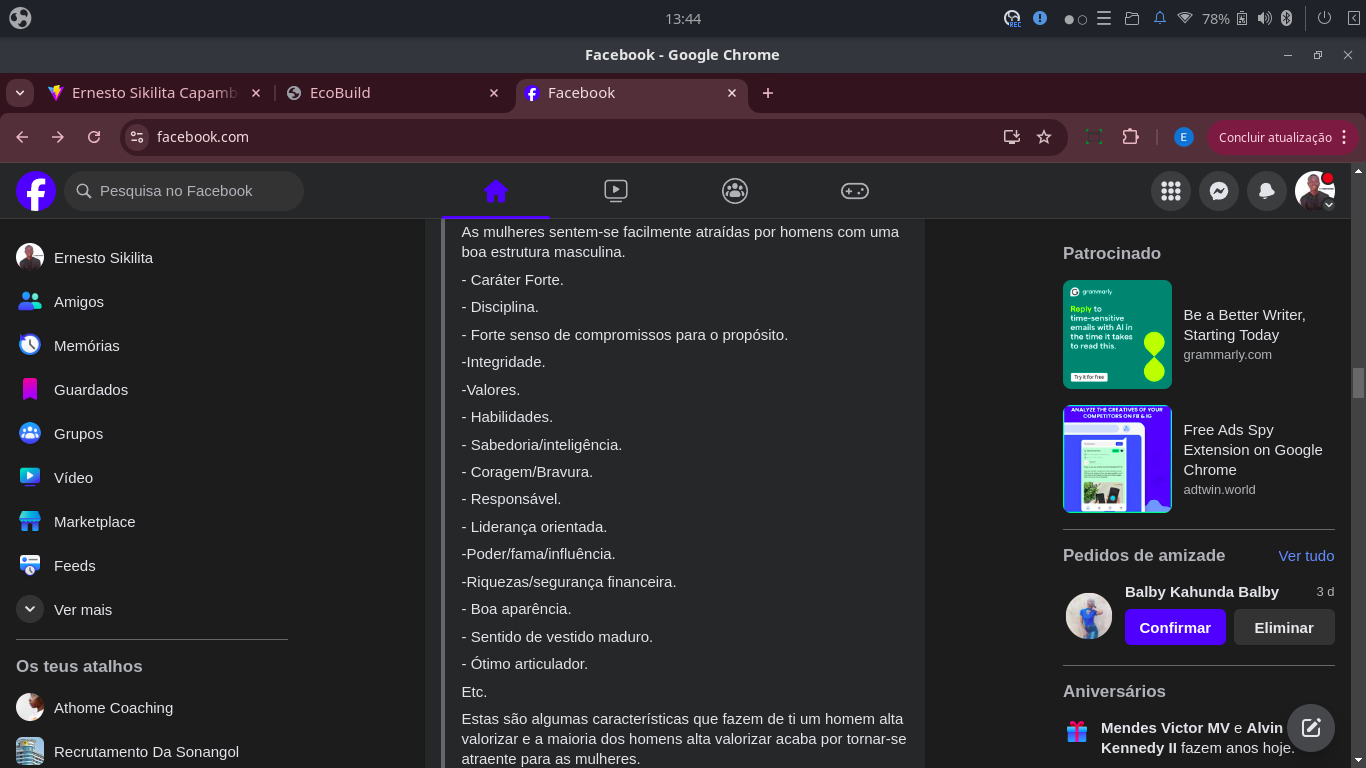 13:44
REC
78%
Facebook - Google Chrome
Ernesto Sikilita Capamb
EcoBuild
Facebook
facebook.com
E
Concluir atualização
Pesquisa no Facebook
Ernesto Sikilita
Amigos
Memórias
Guardados
Grupos
Vídeo
Marketplace
Feeds
Ver mais
Os teus atalhos
Athome Coaching
Recrutamento Da Sonangol
As mulheres sentem-se facilmente atraídas por homens com uma
boa estrutura masculina.
- Caráter Forte.
- Disciplina.
- Forte senso de compromissos para o propósito.
-Integridade.
-Valores.
- Habilidades.
- Sabedoria/inteligência.
- Coragem/Bravura.
- Responsável.
- Liderança orientada.
-Poder/fama/influência.
-Riquezas/segurança financeira.
- Boa aparência.
- Sentido de vestido maduro.
- Ótimo articulador.
Etc.
Estas são algumas características que fazem de ti um homem alta
valorizar e a maioria dos homens alta valorizar acaba por tornar-se
atraente para as mulheres.
Patrocinado
grammarly
Reply to
time-sensitive
emails with AI in
the time it takes
to read this.
Try it for free
Be a Better Writer,
Starting Today
grammarly.com
ANALYZE THE CREATIVES OF YOUR
COMPETITORS ON FB & IG
Free Ads Spy
Extension on Google
Chrome
adtwin.world
Pedidos de amizade
Ver tudo
Balby Kahunda Balby
3 d
Confirmar
Eliminar
Aniversários
Mendes Victor MV e Alvin
Kennedy II fazem anos hoje.